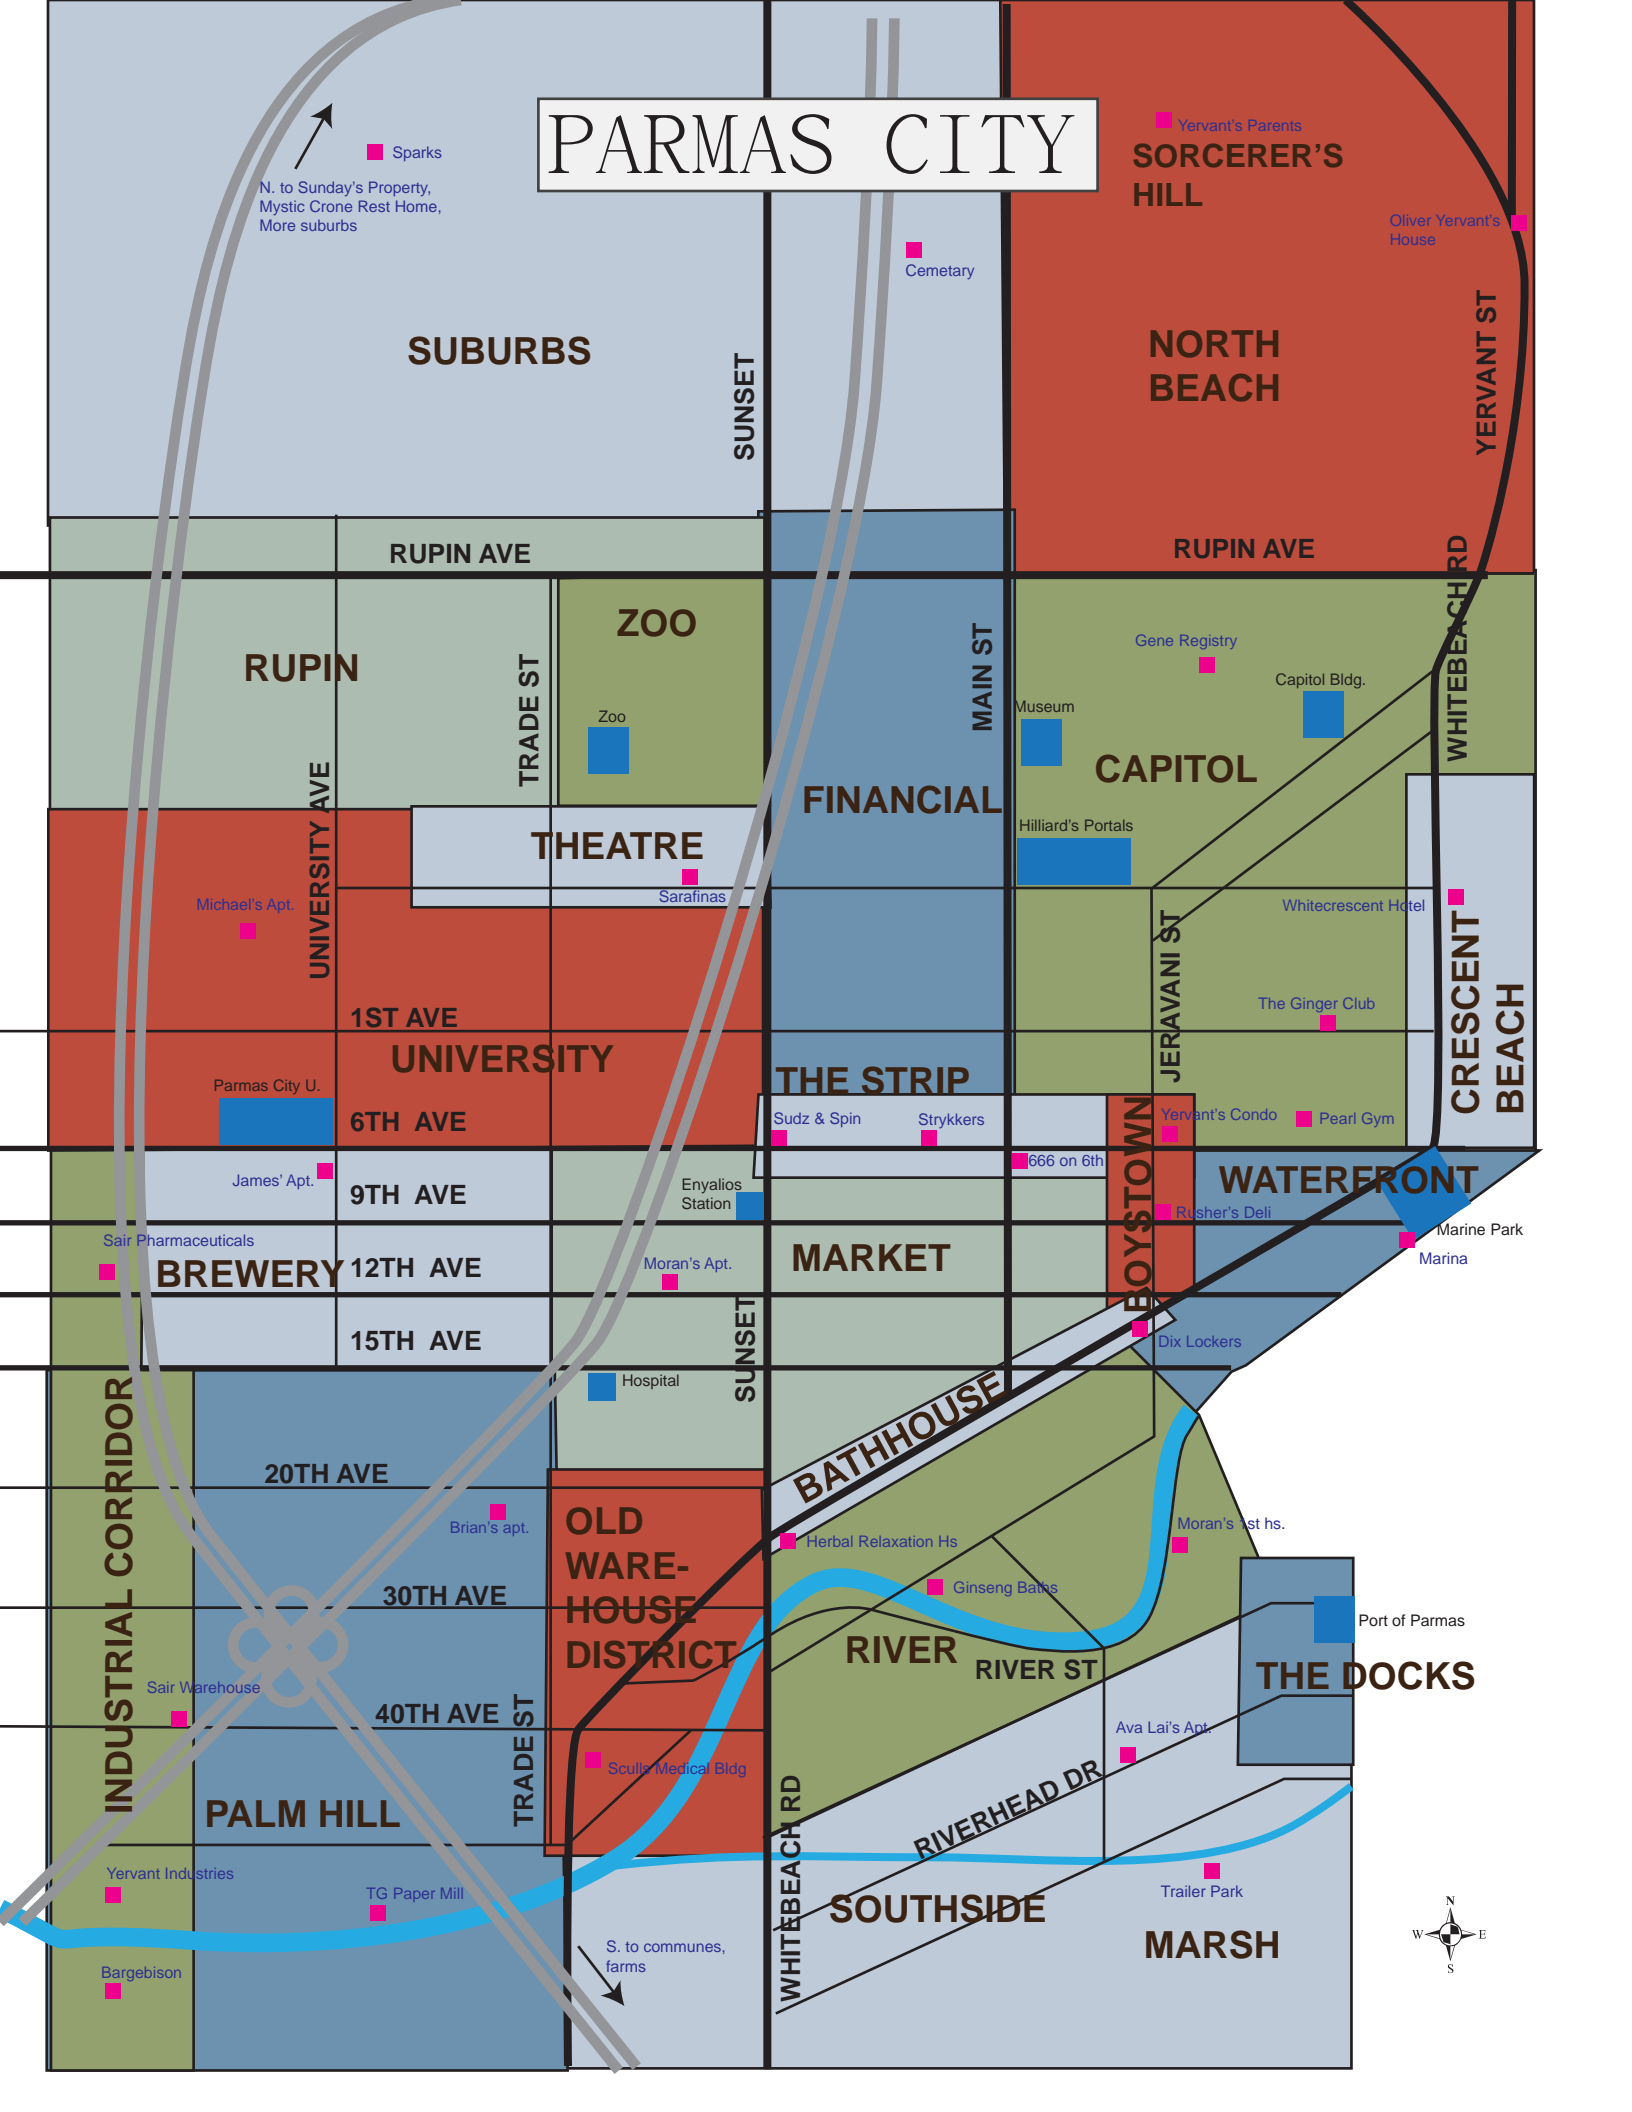 PARMAS CITY
Yervant's Parents
SORCERER'S
HILL
Sparks
N. to Sunday's Property,
Mystic Crone Rest Home,
More suburbs
Oliver Yervant's
House
Cemetary
SUBURBS
SUNSET
NORTH
BEACH
YERVANT ST
RUPIN AVE
RUPIN AVE
WHITEBEACH RD
ZOO
RUPIN
TRADE ST
Zoo
MAIN ST
Gene Registry
Capitol Bldg.
Museum
CAPITOL
FINANCIAL
Hilliard's Portals
THEATRE
Sarafinas
UNIVERSITY AVE
Michael's Apt.
Whitecrescent Hotel
CRESCENT
BEACH
JERAVANI ST
The Ginger Club
1ST AVE
UNIVERSITY
THE STRIP
Parmas City U.
6TH AVE
Sudz & Spin
Strykkers
Yervant's Condo
Pearl Gym
666 on 6th
BOYSTOWN
James' Apt.
9TH AVE
Enyalios
Station
WATERFRONT
Rusher's Deli
Marine Park
Marina
Sair Pharmaceuticals
BREWERY
12TH AVE
Moran's Apt.
MARKET
15TH AVE
SUNSET
Dix Lockers
Hospital
BATHHOUSE
INDUSTRIAL CORRIDOR
20TH AVE
Brian's apt.
OLD
WARE-
HOUSE
DISTRICT
Herbal Relaxation Hs
Moran's 1st hs.
30TH AVE
Ginseng Baths
Port of Parmas
RIVER
RIVER ST
THE DOCKS
Sair Warehouse
40TH AVE
TRADE ST
Ava Lai's Apt.
Sculls Medical Bldg
RIVERHEAD DR
PALM HILL
WHITEBEACH RD
Yervant Industries
TG Paper Mill
Trailer Park
SOUTHSIDE
MARSH
S. to communes,
farms
Bargebison
N
W E
S